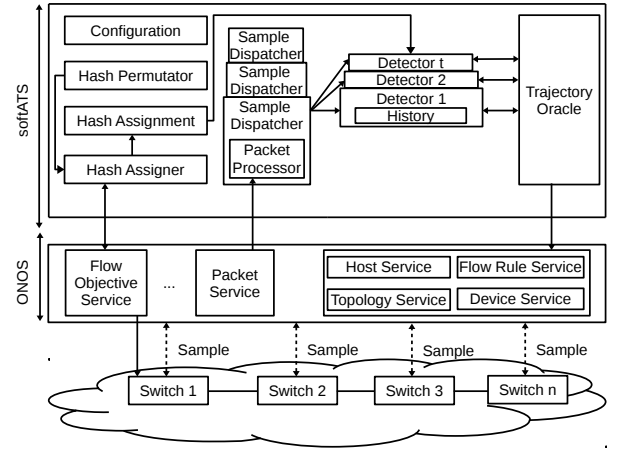 softATS
Configuration
Hash Permutator
Hash Assignment
Hash Assigner
Sample
Dispatcher
Sample
Dispatcher
Sample
Dispatcher
Packet
Processor
Detector t
Detector 2
Detector 1
History
Trajectory
Oracle
ONOS
Flow
Objective
Service
...
Packet
Service
Host Service
Flow Rule Service
Topology Service
Device Service
Sample
Sample
Sample
Sample
Switch 1
Switch 2
Switch 3
Switch n